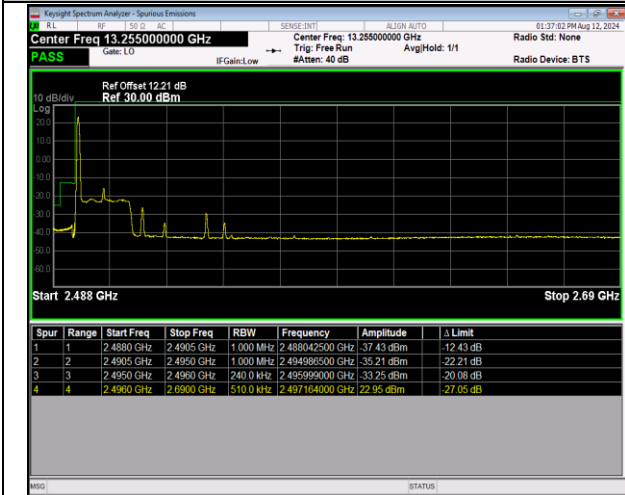 Keysight Spectrum Analyzer - Spurious Emissions
RL RF 50 Ω AC SENSE:INT ALIGN AUTO 01:37:02 PM Aug 12, 2024
Center Freq 13.255000000 GHz Center Freq: 13.255000000 GHz Radio Std: None
PASS Gate: LO IFGain:Low Trig: Free Run Avg|Hold: 1/1
#Atten: 40 dB Radio Device: BTS
Ref Offset 12.21 dB
10 dB/div Ref 30.00 dBm
Log
20.0
10.0
0.00
-10.0
-20.0
-30.0
-40.0
-50.0
-60.0
Start 2.488 GHz Stop 2.69 GHz
Spur Range Start Freq Stop Freq RBW Frequency Amplitude Δ Limit
1 1 2.4880 GHz 2.4905 GHz 1.000 MHz 2.488042500 GHz -37.43 dBm -12.43 dB
2 2 2.4905 GHz 2.4950 GHz 1.000 MHz 2.494986500 GHz -35.21 dBm -22.21 dB
3 3 2.4950 GHz 2.4960 GHz 240.0 kHz 2.495999000 GHz -33.25 dBm -20.08 dB
4 4 2.4960 GHz 2.6900 GHz 510.0 kHz 2.497164000 GHz 22.95 dBm -27.05 dB
MSG STATUS